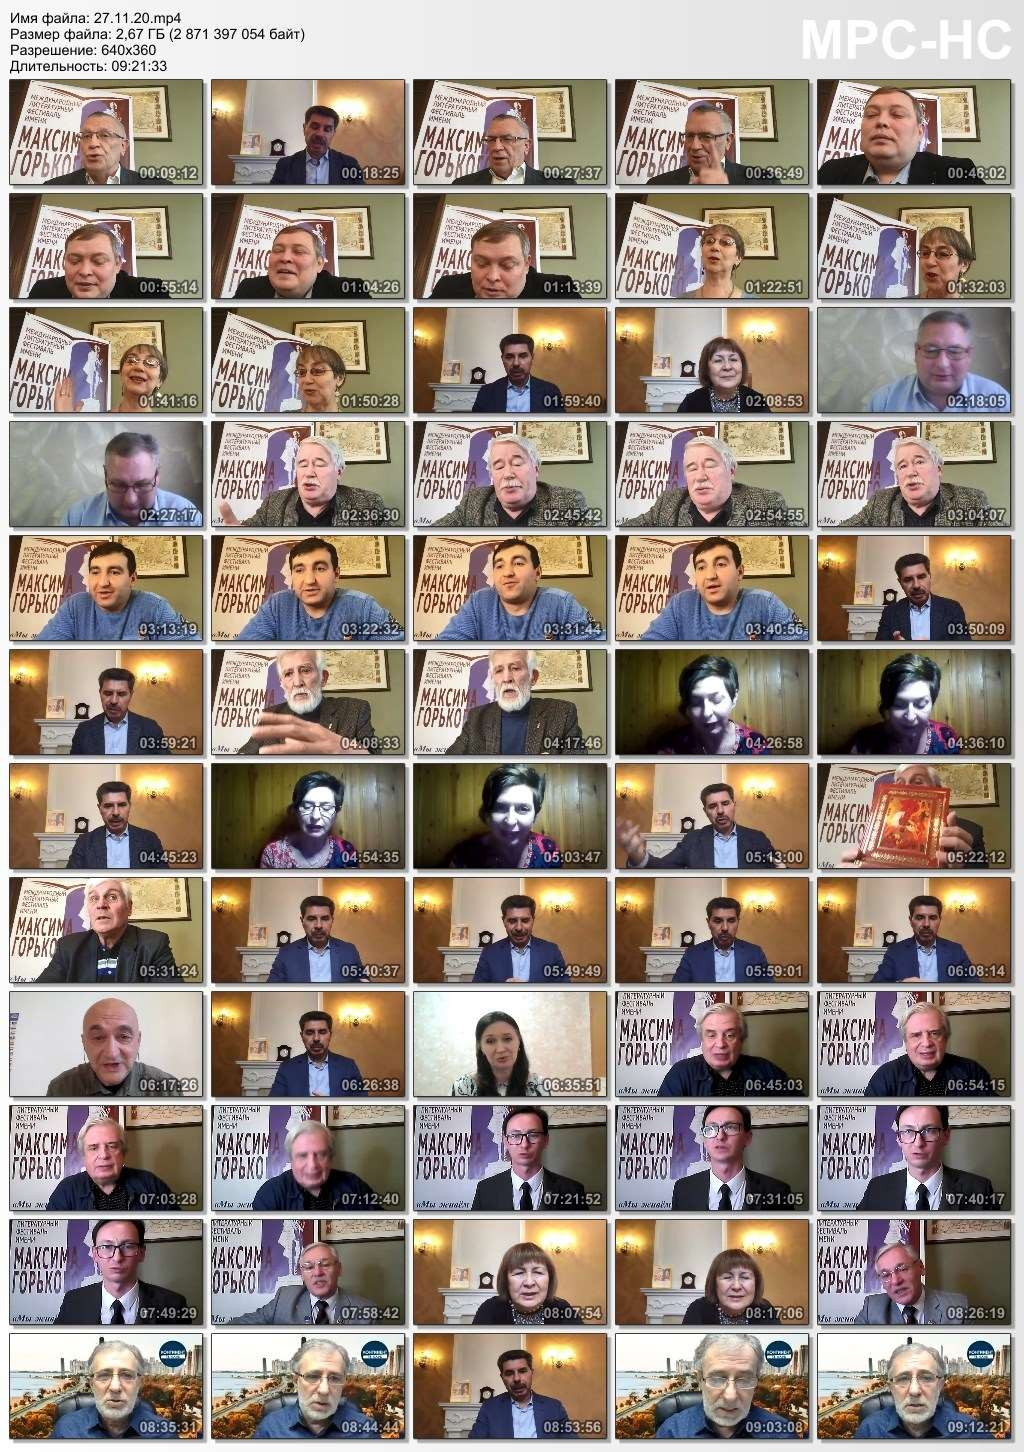 Имя файла: 27.11.20.mp4
MPC-HC
Размер файла: 2,67 ГБ (2 871 397 054 байт)
Разрешение: 640x360
Длительность: 09:21:33
МЕЖДУНАРОДНЫЙ
ЛИТЕРАТУРНЫЙ
ФЕСТИВАЛЬ
ИМЕНИ
МАКСИМ
ГОРЬКО
00:09:12 00:18:25 00:27:37 00:36:49 00:46:02
00:55:14 01:04:26 01:13:39 01:22:51 01:32:03
01:41:16 01:50:28 01:59:40 02:08:53 02:18:05
02:27:17 02:36:30 02:45:42 02:54:55 03:04:07
03:13:19 03:22:32 03:31:44 03:40:56 03:50:09
03:59:21 04:08:33 04:17:46 04:26:58 04:36:10
04:45:23 04:54:35 05:03:47 05:13:00 05:22:12
05:31:24 05:40:37 05:49:49 05:59:01 06:08:14
06:17:26 06:26:38 06:35:51 06:45:03 06:54:15
07:03:28 07:12:40 07:21:52 07:31:05 07:40:17
07:49:29 07:58:42 08:07:54 08:17:06 08:26:19
КОНТИНЕНТ
08:35:31 08:44:44 08:53:56 09:03:08 09:12:21